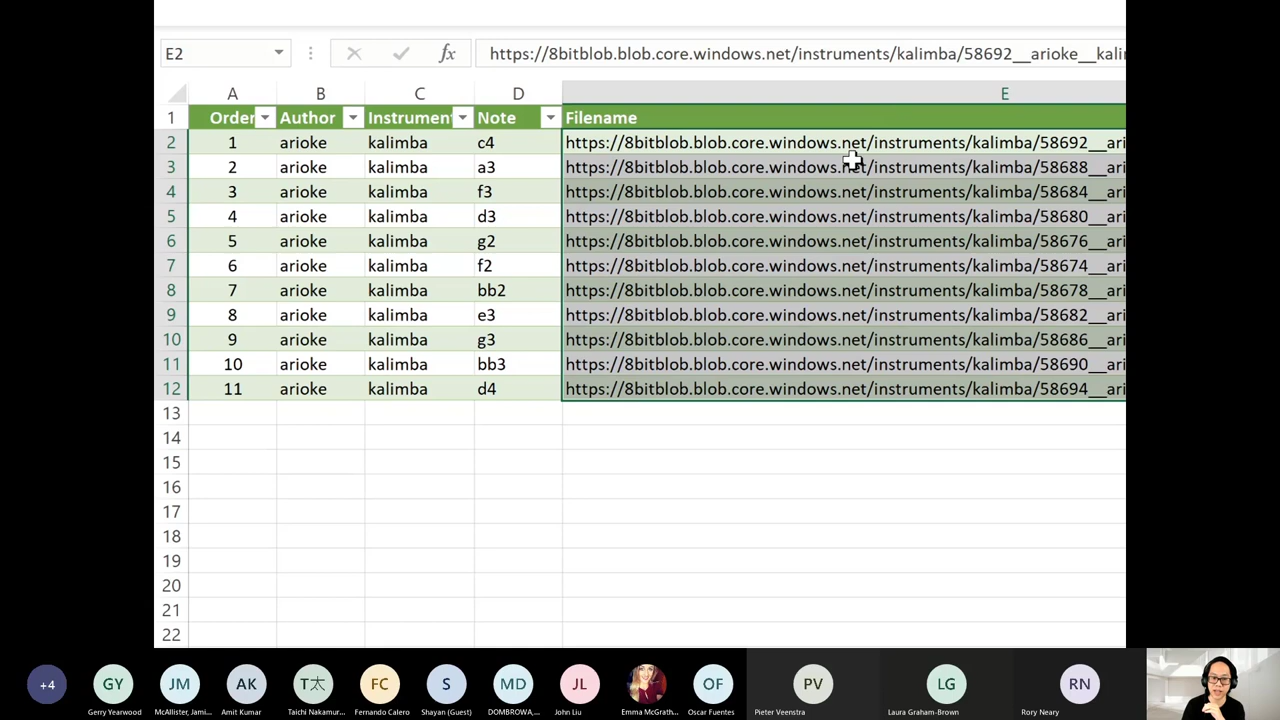 E2 fx https://8bitblob.blob.core.windows.net/instruments/kalimba/58692__arioke__kali
A B C D E
1 Order Author Instrument Note Filename
2 1 arioke kalimba c4 https://8bitblob.blob.core.windows.net/instruments/kalimba/58692__ari
3 2 arioke kalimba a3 https://8bitblob.blob.core.windows.net/instruments/kalimba/58688__ari
4 3 arioke kalimba f3 https://8bitblob.blob.core.windows.net/instruments/kalimba/58684__ari
5 4 arioke kalimba d3 https://8bitblob.blob.core.windows.net/instruments/kalimba/58680__ari
6 5 arioke kalimba g2 https://8bitblob.blob.core.windows.net/instruments/kalimba/58676__ari
7 6 arioke kalimba f2 https://8bitblob.blob.core.windows.net/instruments/kalimba/58674__ari
8 7 arioke kalimba bb2 https://8bitblob.blob.core.windows.net/instruments/kalimba/58678__ari
9 8 arioke kalimba e3 https://8bitblob.blob.core.windows.net/instruments/kalimba/58682__ari
10 9 arioke kalimba g3 https://8bitblob.blob.core.windows.net/instruments/kalimba/58686__ari
11 10 arioke kalimba bb3 https://8bitblob.blob.core.windows.net/instruments/kalimba/58690__ari
12 11 arioke kalimba d4 https://8bitblob.blob.core.windows.net/instruments/kalimba/58694__ari
13
14
15
16
17
18
19
20
21
22
+4 GY JM AK T太 FC S MD JL OF PV LG RN
Gerry Yearwood McAllister, Jami... Amit Kumar Taichi Nakamur... Fernando Calero Shayan (Guest) DOMBROWA,... John Liu Emma McGrath... Oscar Fuentes Pieter Veenstra Laura Graham-Brown Rory Neary